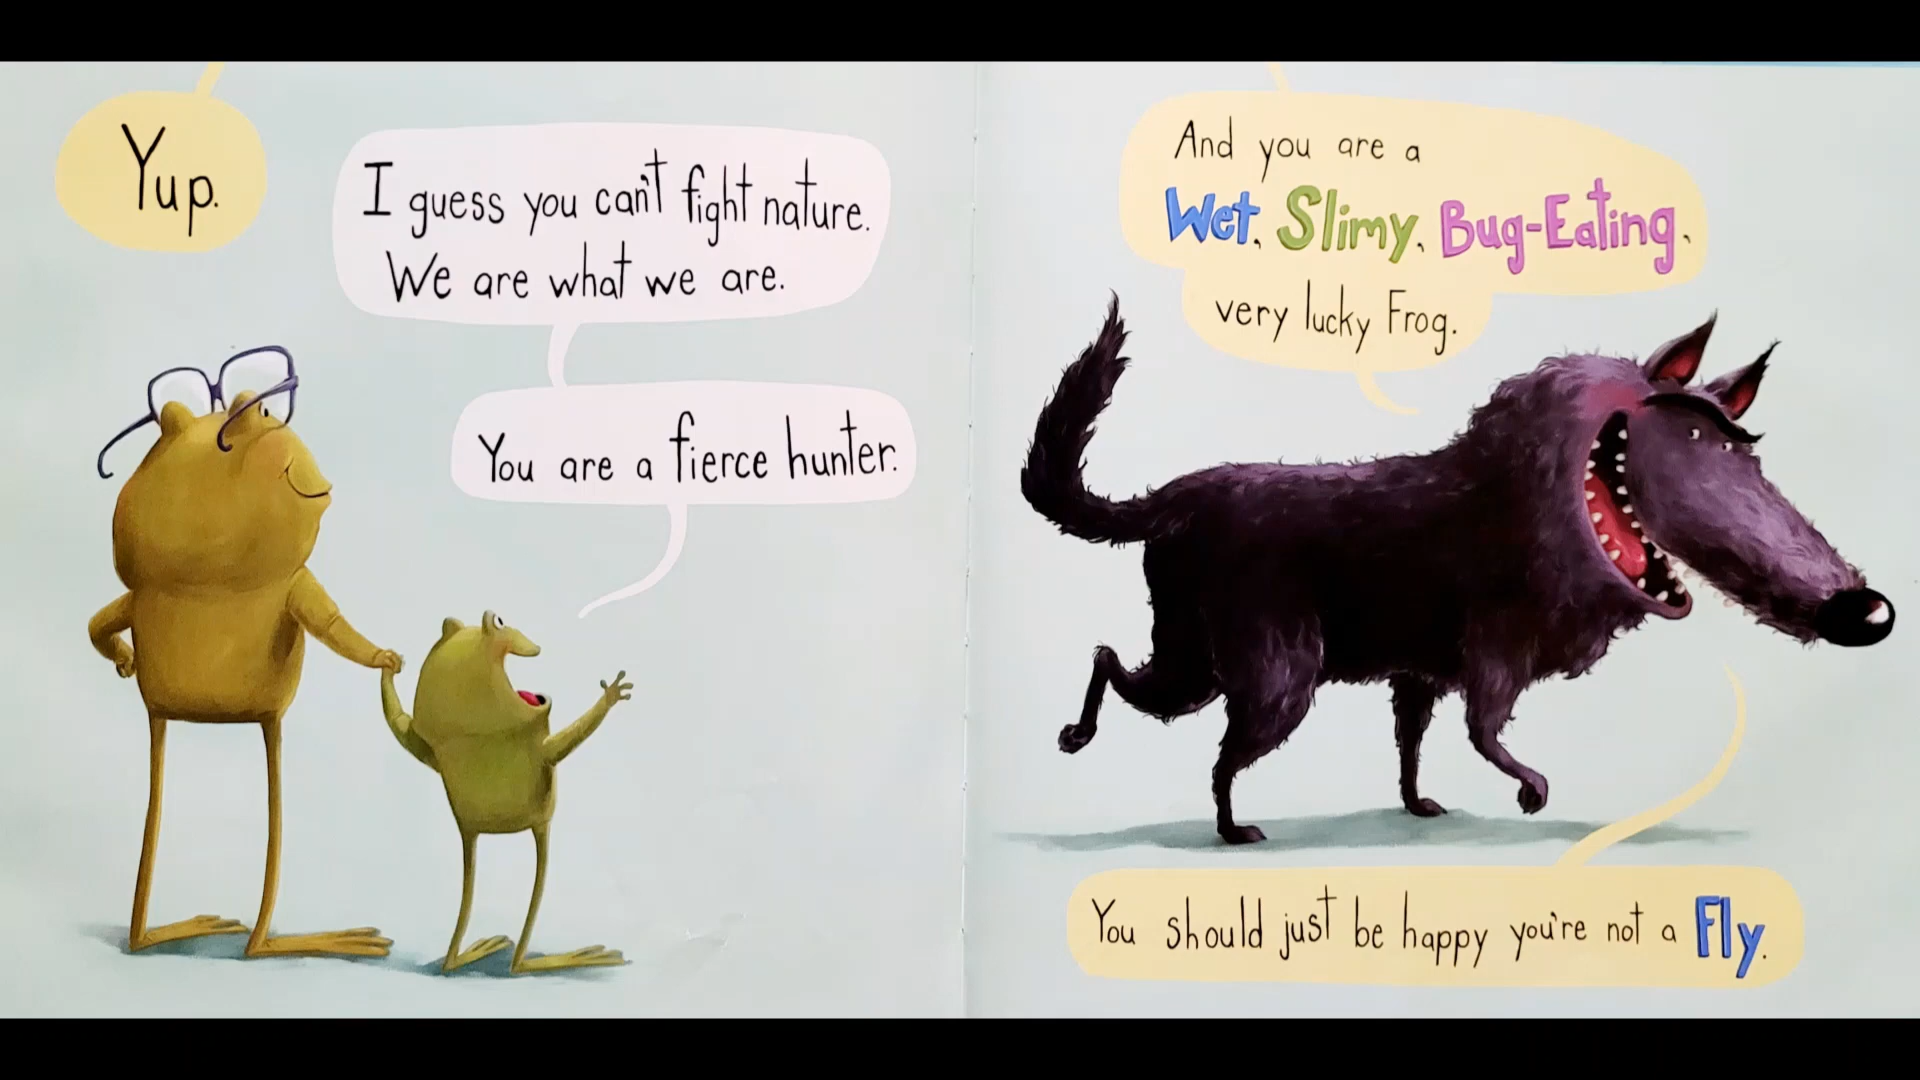 Yup.
I guess you can't fight nature.
We are what we are.
You are a fierce hunter.
And you are a
Wet, Slimy, Bug-Eating,
very lucky Frog.
You should just be happy you're not a Fly.